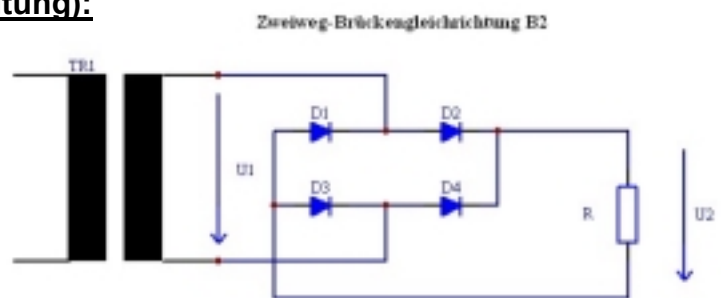 tung):
Zweiweg-Brückengleichrichtung B2
TR1
D1
D2
U1
D3
D4
R
U2